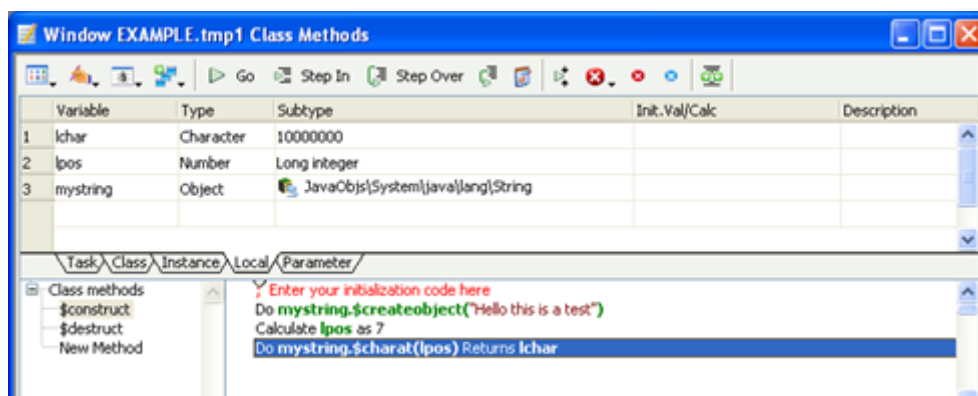 Window EXAMPLE.tmp1 Class Methods
Go Step In Step Over
Variable Type Subtype Init.Val/Calc Description
1 lchar Character 10000000
2 lpos Number Long integer
3 mystring Object JavaObjs\System\java\lang\String
Task Class Instance Local Parameter
Class methods
$construct
$destruct
New Method
; Enter your initialization code here
Do mystring.$createobject("Hello this is a test")
Calculate lpos as 7
Do mystring.$charat(lpos) Returns lchar